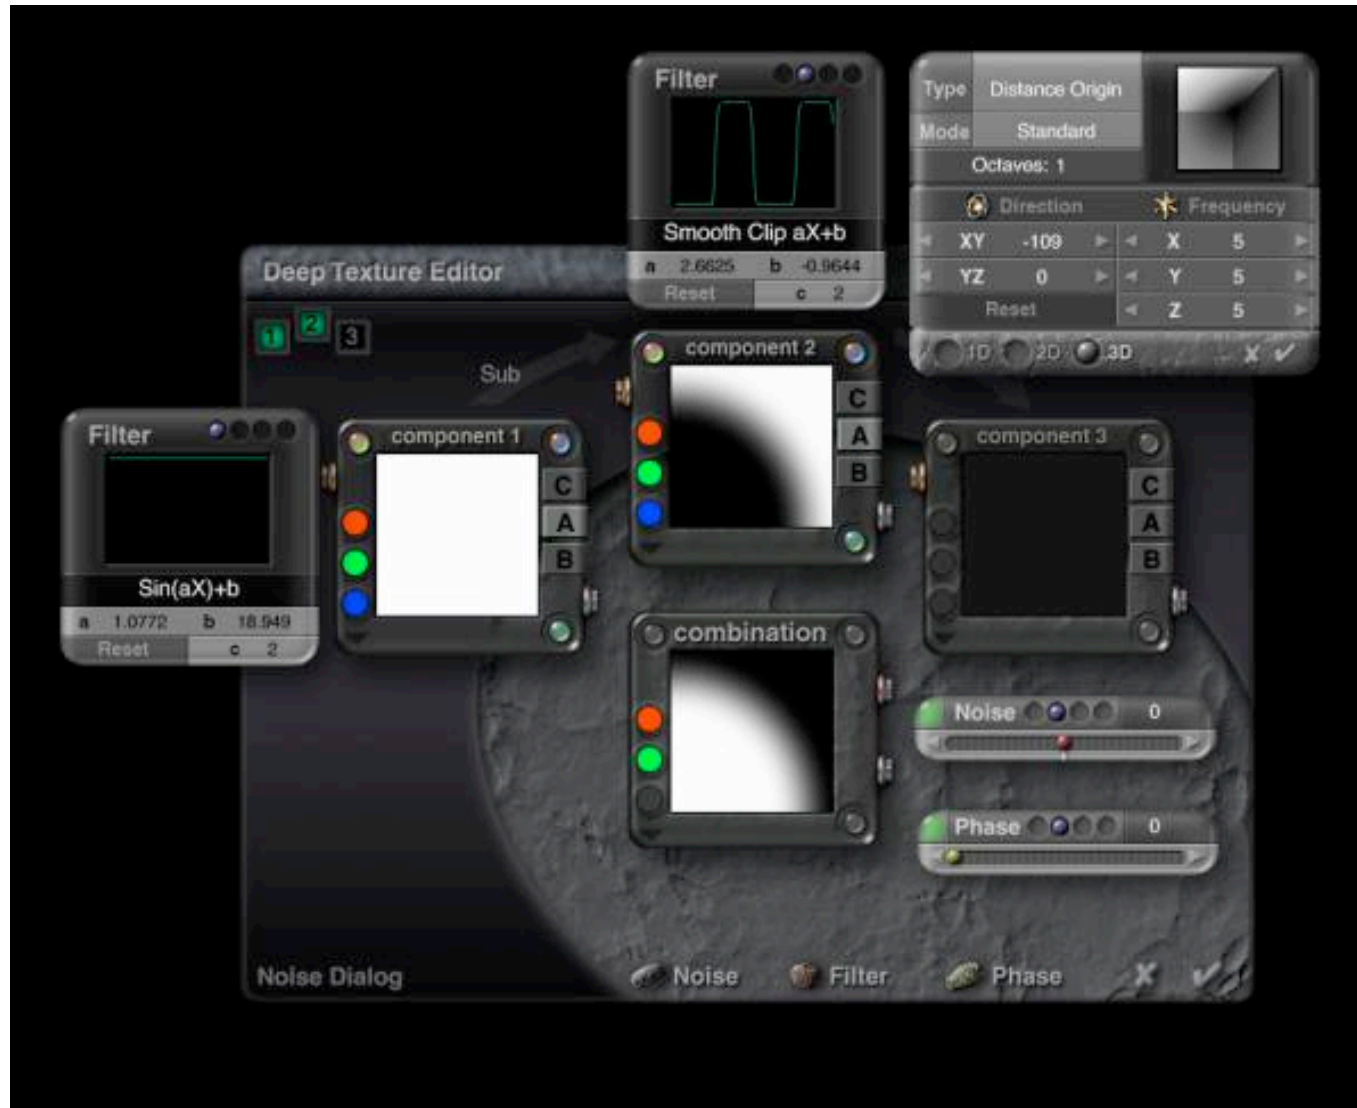 Filter
Smooth Clip aX+b
a 2.6625 b -0.9644
Reset c 2
Type Distance Origin
Mode Standard
Octaves: 1
Direction Frequency
XY -109 X 5
YZ 0 Y 5
Reset Z 5
1D 2D 3D
Deep Texture Editor
1 2 3
Sub
Filter
Sin(aX)+b
a 1.0772 b 18.949
Reset c 2
component 1
C
A
B
component 2
C
A
B
component 3
C
A
B
combination
Noise 0
Phase 0
Noise Dialog
Noise Filter Phase